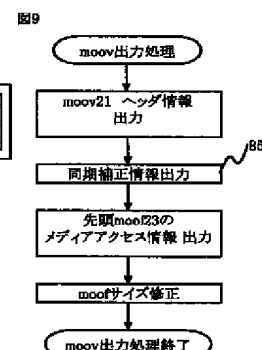 図9
moov出力処理
moov21 ヘッダ情報
出力
85
同期補正情報出力
先頭moof23の
メディアアクセス情報 出力
moofサイズ修正
moov出力処理終了